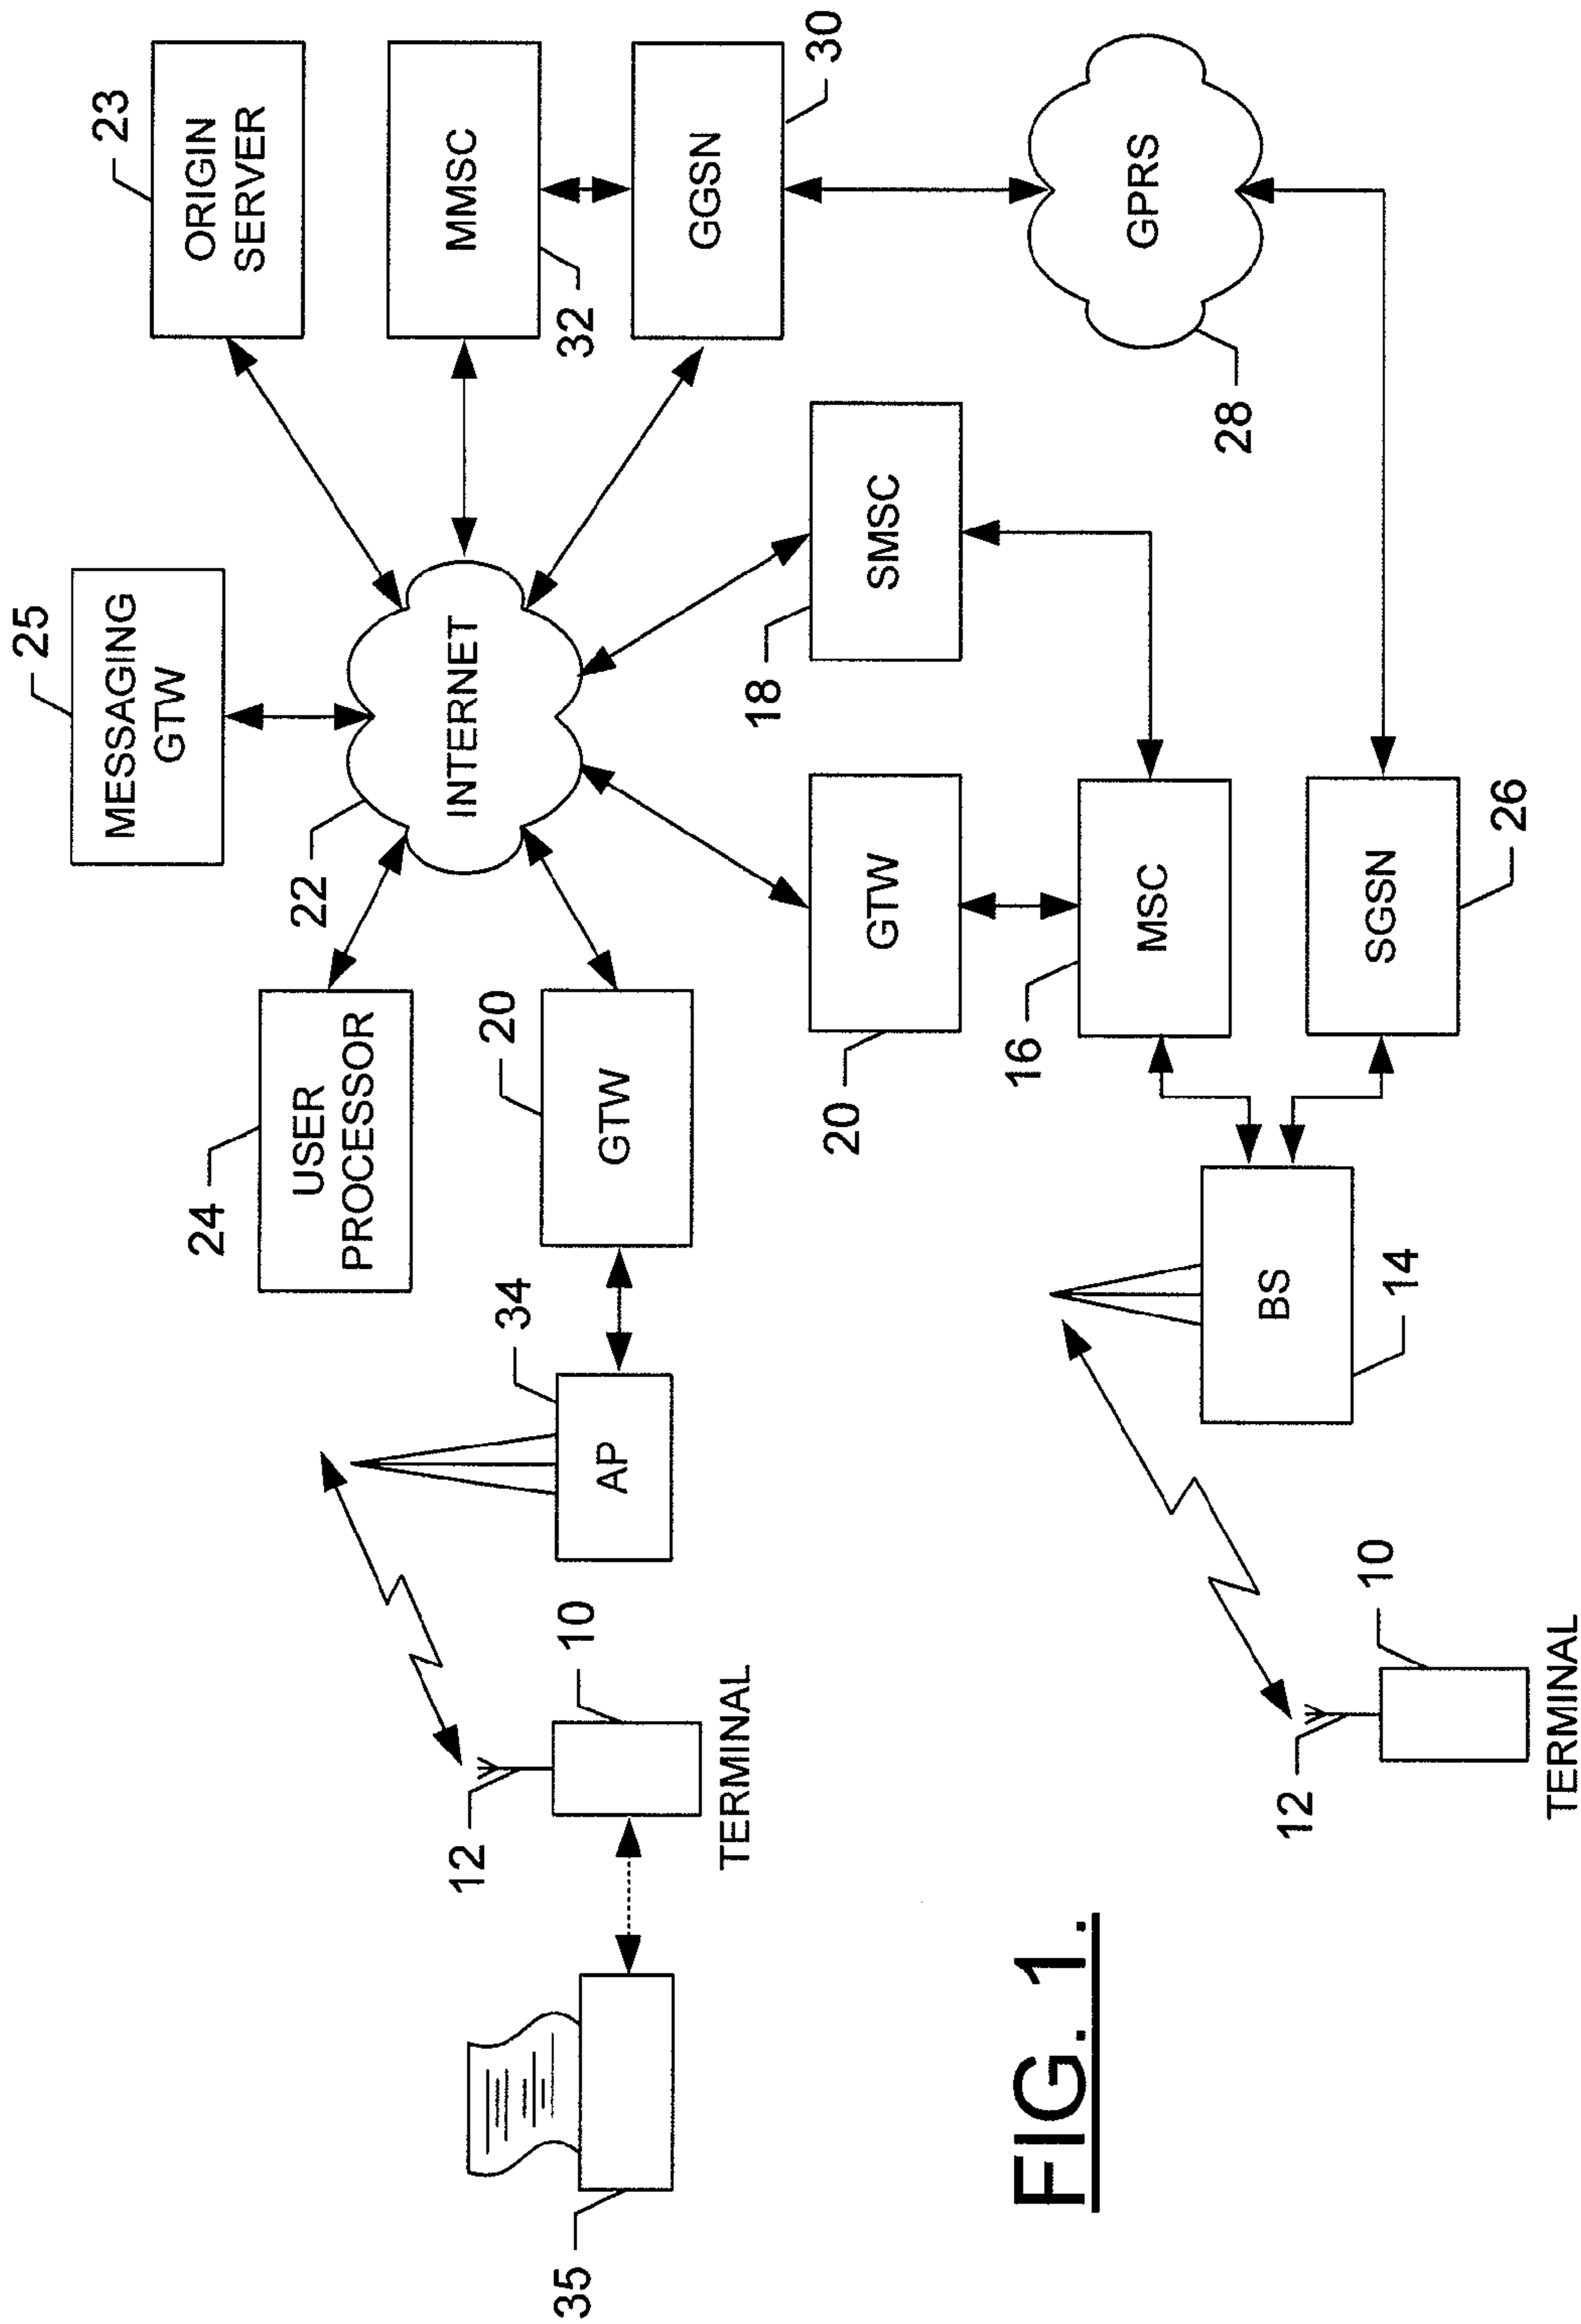 25
MESSAGING
GTW
23
ORIGIN
SERVER
24
USER
PROCESSOR
22
INTERNET
MMSC
32
34
20
GTW
GGSN
30
35
12
10
AP
TERMINAL
18
SMSC
20
GTW
16
MSC
GPRS
28
BS
14
SGSN
26
12
10
TERMINAL
FIG. 1.